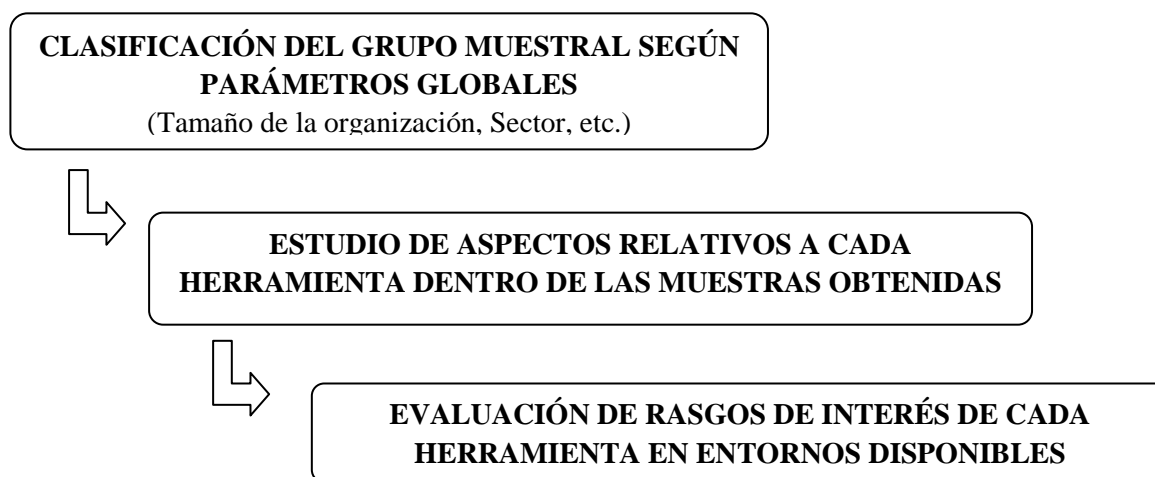 CLASIFICACIÓN DEL GRUPO MUESTRAL SEGÚN
PARÁMETROS GLOBALES
(Tamaño de la organización, Sector, etc.)
ESTUDIO DE ASPECTOS RELATIVOS A CADA
HERRAMIENTA DENTRO DE LAS MUESTRAS OBTENIDAS
EVALUACIÓN DE RASGOS DE INTERÉS DE CADA
HERRAMIENTA EN ENTORNOS DISPONIBLES